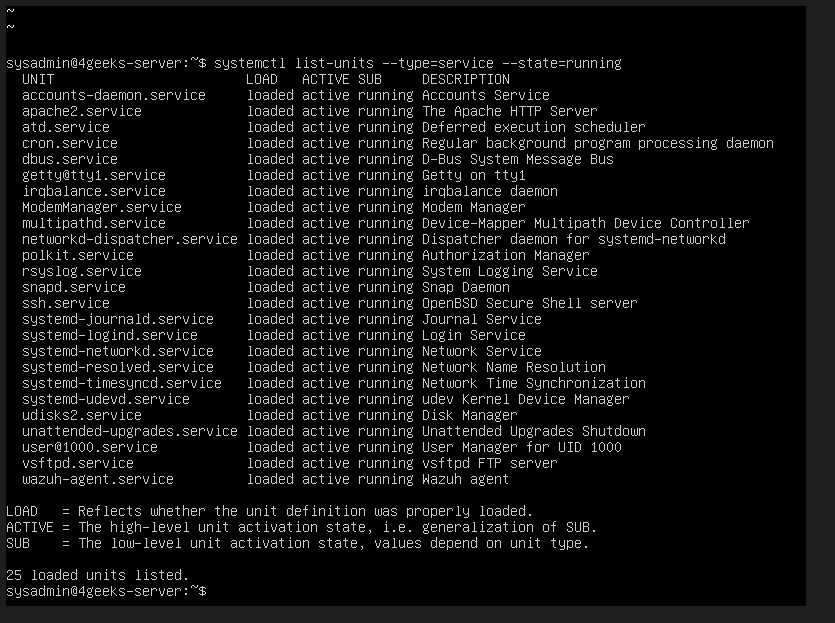 ~
~
sysadmin@4geeks-server:~$ systemctl list-units --type=service --state=running
  UNIT                        LOAD   ACTIVE SUB     DESCRIPTION
  accounts-daemon.service     loaded active running Accounts Service
  apache2.service             loaded active running The Apache HTTP Server
  atd.service                 loaded active running Deferred execution scheduler
  cron.service                loaded active running Regular background program processing daemon
  dbus.service                loaded active running D-Bus System Message Bus
  getty@tty1.service          loaded active running Getty on tty1
  irqbalance.service          loaded active running irqbalance daemon
  ModemManager.service        loaded active running Modem Manager
  multipathd.service          loaded active running Device-Mapper Multipath Device Controller
  networkd-dispatcher.service loaded active running Dispatcher daemon for systemd-networkd
  polkit.service              loaded active running Authorization Manager
  rsyslog.service             loaded active running System Logging Service
  snapd.service               loaded active running Snap Daemon
  ssh.service                 loaded active running OpenBSD Secure Shell server
  systemd-journald.service    loaded active running Journal Service
  systemd-logind.service      loaded active running Login Service
  systemd-networkd.service    loaded active running Network Service
  systemd-resolved.service    loaded active running Network Name Resolution
  systemd-timesyncd.service   loaded active running Network Time Synchronization
  systemd-udevd.service       loaded active running udev Kernel Device Manager
  udisks2.service             loaded active running Disk Manager
  unattended-upgrades.service loaded active running Unattended Upgrades Shutdown
  user@1000.service           loaded active running User Manager for UID 1000
  vsftpd.service              loaded active running vsftpd FTP server
  wazuh-agent.service         loaded active running Wazuh agent
LOAD   = Reflects whether the unit definition was properly loaded.
ACTIVE = The high-level unit activation state, i.e. generalization of SUB.
SUB    = The low-level unit activation state, values depend on unit type.
25 loaded units listed.
sysadmin@4geeks-server:~$